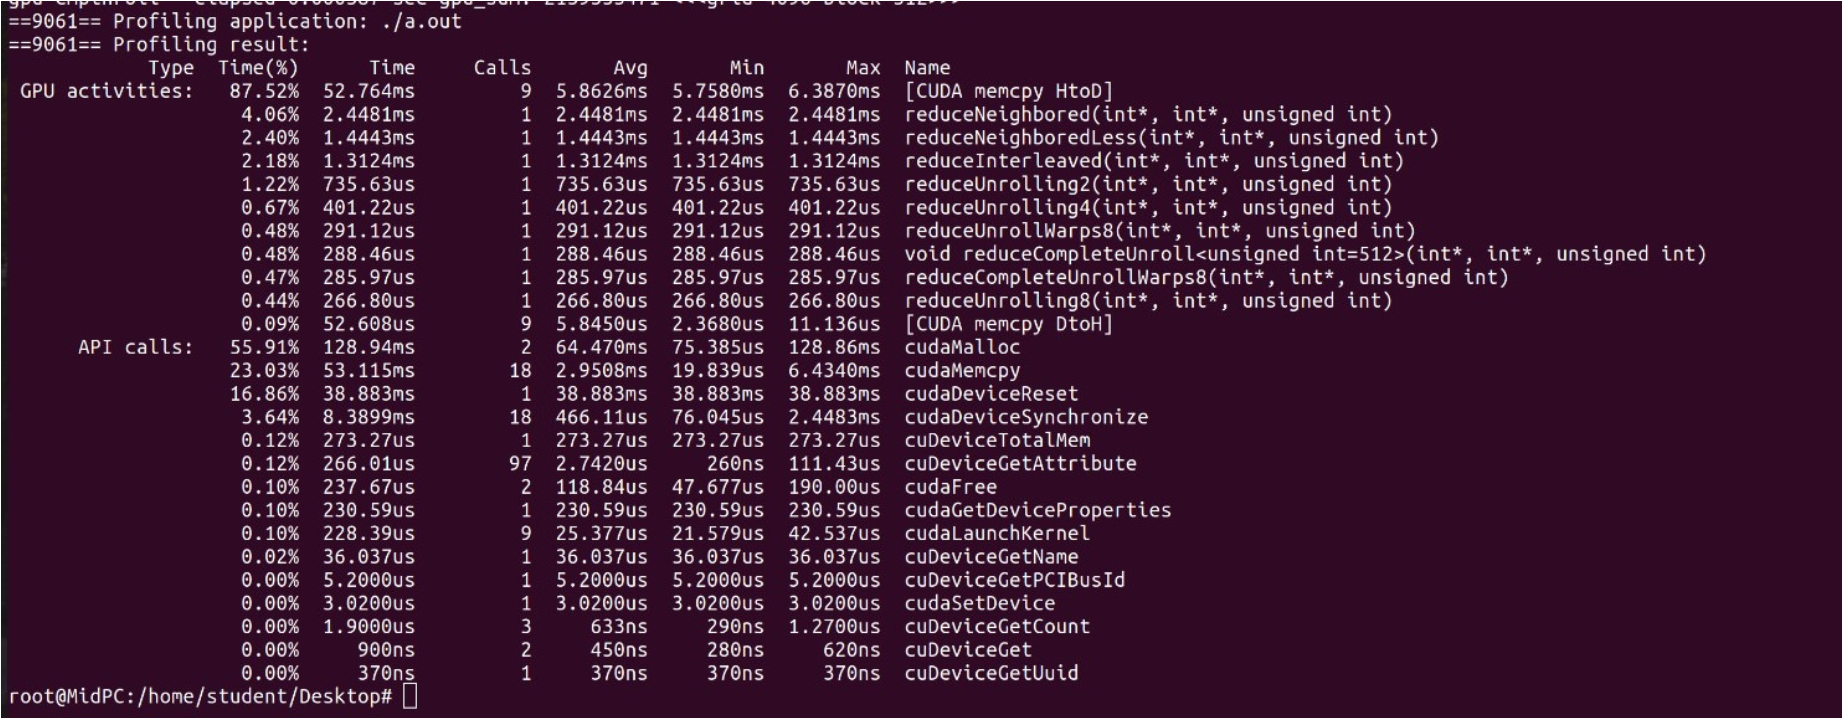 ==9061== Profiling application: ./a.out
==9061== Profiling result:
Type Time(%) Time Calls Avg Min Max Name
GPU activities: 87.52% 52.764ms 9 5.8626ms 5.7580ms 6.3870ms [CUDA memcpy HtoD]
4.06% 2.4481ms 1 2.4481ms 2.4481ms 2.4481ms reduceNeighbored(int*, int*, unsigned int)
2.40% 1.4443ms 1 1.4443ms 1.4443ms 1.4443ms reduceNeighboredLess(int*, int*, unsigned int)
2.18% 1.3124ms 1 1.3124ms 1.3124ms 1.3124ms reduceInterleaved(int*, int*, unsigned int)
1.22% 735.63us 1 735.63us 735.63us 735.63us reduceUnrolling2(int*, int*, unsigned int)
0.67% 401.22us 1 401.22us 401.22us 401.22us reduceUnrolling4(int*, int*, unsigned int)
0.48% 291.12us 1 291.12us 291.12us 291.12us reduceUnrollWarps8(int*, int*, unsigned int)
0.48% 288.46us 1 288.46us 288.46us 288.46us void reduceCompleteUnroll<unsigned int=512>(int*, int*, unsigned int)
0.47% 285.97us 1 285.97us 285.97us 285.97us reduceCompleteUnrollWarps8(int*, int*, unsigned int)
0.44% 266.80us 1 266.80us 266.80us 266.80us reduceUnrolling8(int*, int*, unsigned int)
0.09% 52.608us 9 5.8450us 2.3680us 11.136us [CUDA memcpy DtoH]
API calls: 55.91% 128.94ms 2 64.470ms 75.385us 128.86ms cudaMalloc
23.03% 53.115ms 18 2.9508ms 19.839us 6.4340ms cudaMemcpy
16.86% 38.883ms 1 38.883ms 38.883ms 38.883ms cudaDeviceReset
3.64% 8.3899ms 18 466.11us 76.045us 2.4483ms cudaDeviceSynchronize
0.12% 273.27us 1 273.27us 273.27us 273.27us cuDeviceTotalMem
0.12% 266.01us 97 2.7420us 260ns 111.43us cuDeviceGetAttribute
0.10% 237.67us 2 118.84us 47.677us 190.00us cudaFree
0.10% 230.59us 1 230.59us 230.59us 230.59us cudaGetDeviceProperties
0.10% 228.39us 9 25.377us 21.579us 42.537us cudaLaunchKernel
0.02% 36.037us 1 36.037us 36.037us 36.037us cuDeviceGetName
0.00% 5.2000us 1 5.2000us 5.2000us 5.2000us cuDeviceGetPCIBusId
0.00% 3.0200us 1 3.0200us 3.0200us 3.0200us cudaSetDevice
0.00% 1.9000us 3 633ns 290ns 1.2700us cuDeviceGetCount
0.00% 900ns 2 450ns 280ns 620ns cuDeviceGet
0.00% 370ns 1 370ns 370ns 370ns cuDeviceGetUuid
root@MidPC:/home/student/Desktop#